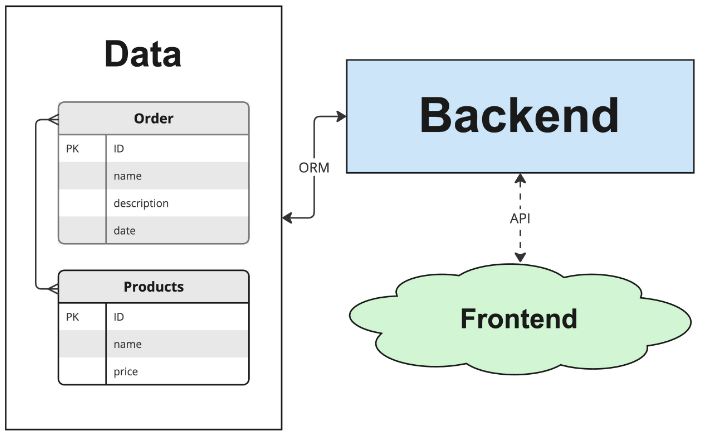 Data
Order
PK ID
name
description
date
Products
PK ID
name
price
ORM
Backend
API
Frontend